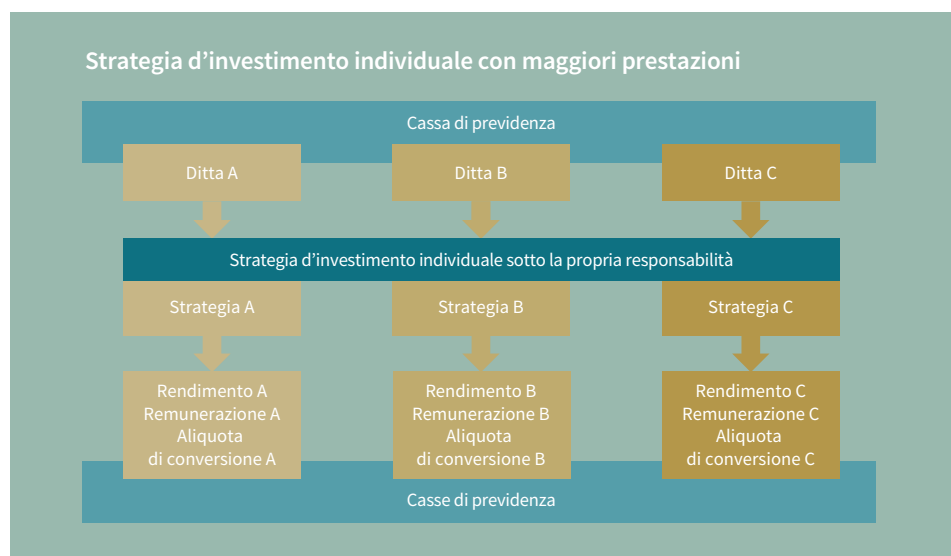 Strategia d’investimento individuale con maggiori prestazioni
Cassa di previdenza
Ditta A
Ditta B
Ditta C
Strategia d’investimento individuale sotto la propria responsabilità
Strategia A
Strategia B
Strategia C
Rendimento A
Remunerazione A
Aliquota
di conversione A
Rendimento B
Remunerazione B
Aliquota
di conversione B
Rendimento C
Remunerazione C
Aliquota
di conversione C
Casse di previdenza